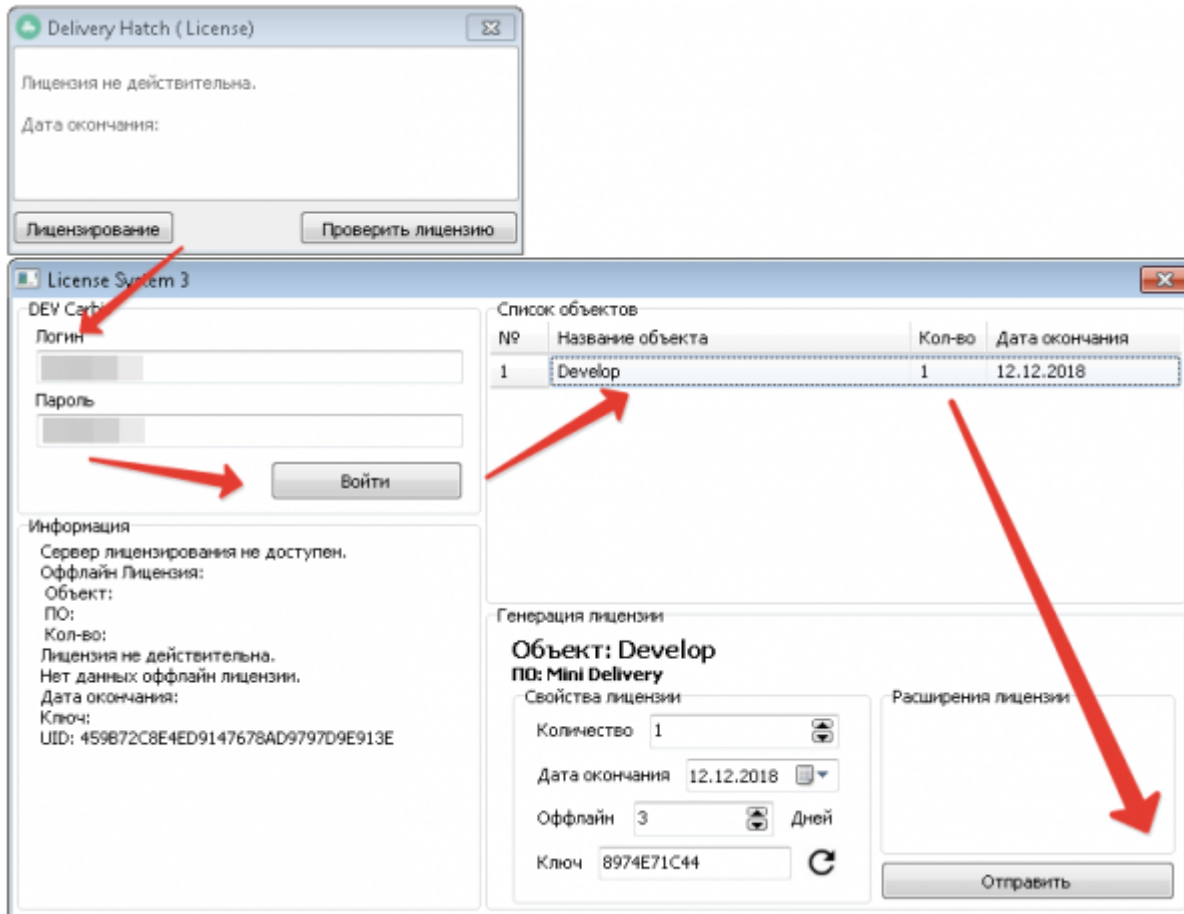 Delivery Hatch ( License)
Лицензия не действительна.
Дата окончания:
Лицензирование
Проверить лицензию
License System 3
DEV
Логин
Пароль
Войти
Информация
Сервер лицензирования не доступен.
Оффлайн Лицензия:
Объект:
ПО:
Кол-во:
Лицензия не действительна.
Нет данных оффлайн лицензии.
Дата окончания:
Ключ:
UID: 459B72C8E4ED9147678AD9797D9E913E
Список объектов
№ Название объекта Кол-во Дата окончания
1 Develop 1 12.12.2018
Генерация лицензии
Объект: Develop
ПО: Mini Delivery
Свойства лицензии
Количество 1
Дата окончания 12.12.2018
Оффлайн 3 Дней
Ключ 8974E71C44
Расширения лицензии
Отправить